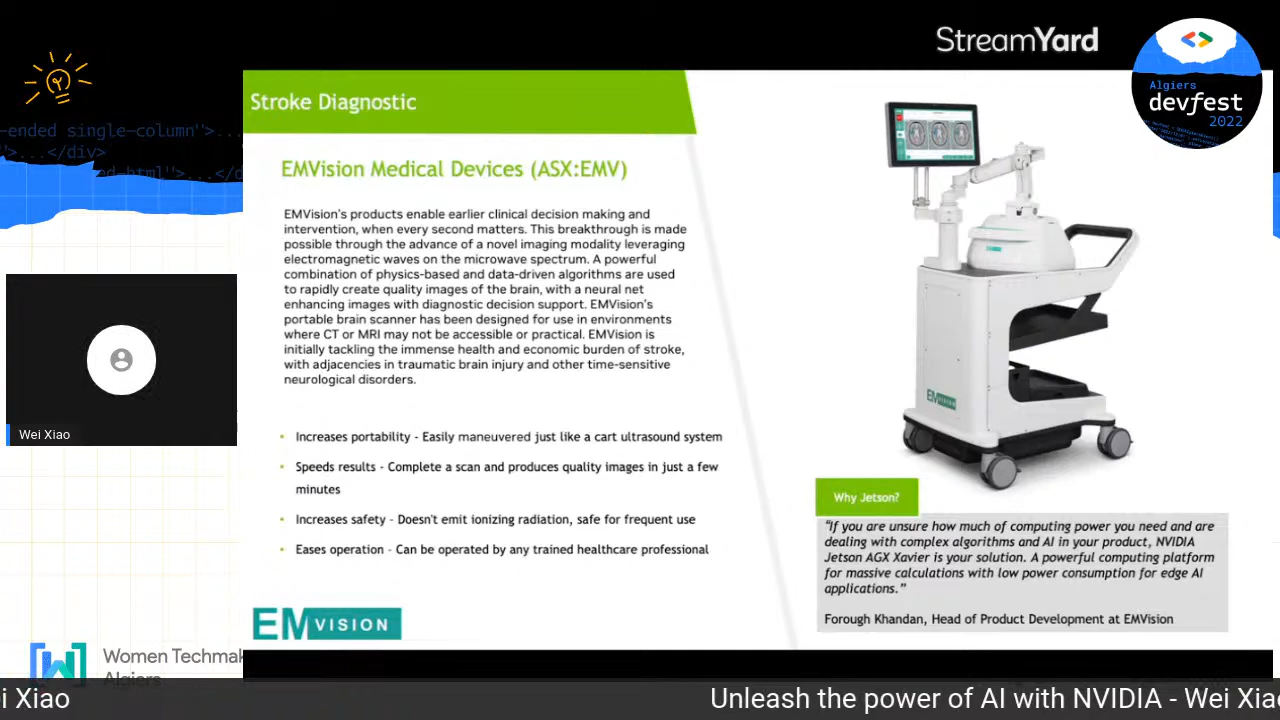 StreamYard
Algiers
devfest
2022
-ended single-column">...
">...</div>
ed-html">...</d
Stroke Diagnostic
EMVision Medical Devices (ASX:EMV)
EMVision's products enable earlier clinical decision making and
intervention, when every second matters. This breakthrough is made
possible through the advance of a novel imaging modality leveraging
electromagnetic waves on the microwave spectrum. A powerful
combination of physics-based and data-driven algorithms are used
to rapidly create quality images of the brain, with a neural net
enhancing images with diagnostic decision support. EMVision's
portable brain scanner has been designed for use in environments
where CT or MRI may not be accessible or practical. EMVision is
initially tackling the immense health and economic burden of stroke,
with adjacencies in traumatic brain injury and other time-sensitive
neurological disorders.
• Increases portability - Easily maneuvered just like a cart ultrasound system
• Speeds results - Complete a scan and produces quality images in just a few
minutes
• Increases safety - Doesn't emit ionizing radiation, safe for frequent use
• Eases operation - Can be operated by any trained healthcare professional
EMVISION
EMVISION
Why Jetson?
"If you are unsure how much of computing power you need and are
dealing with complex algorithms and AI in your product, NVIDIA
Jetson AGX Xavier is your solution. A powerful computing platform
for massive calculations with low power consumption for edge AI
applications."
Forough Khandan, Head of Product Development at EMVision
Wei Xiao
Women Techmak
Algiers
i Xiao
Unleash the power of AI with NVIDIA - Wei Xiao